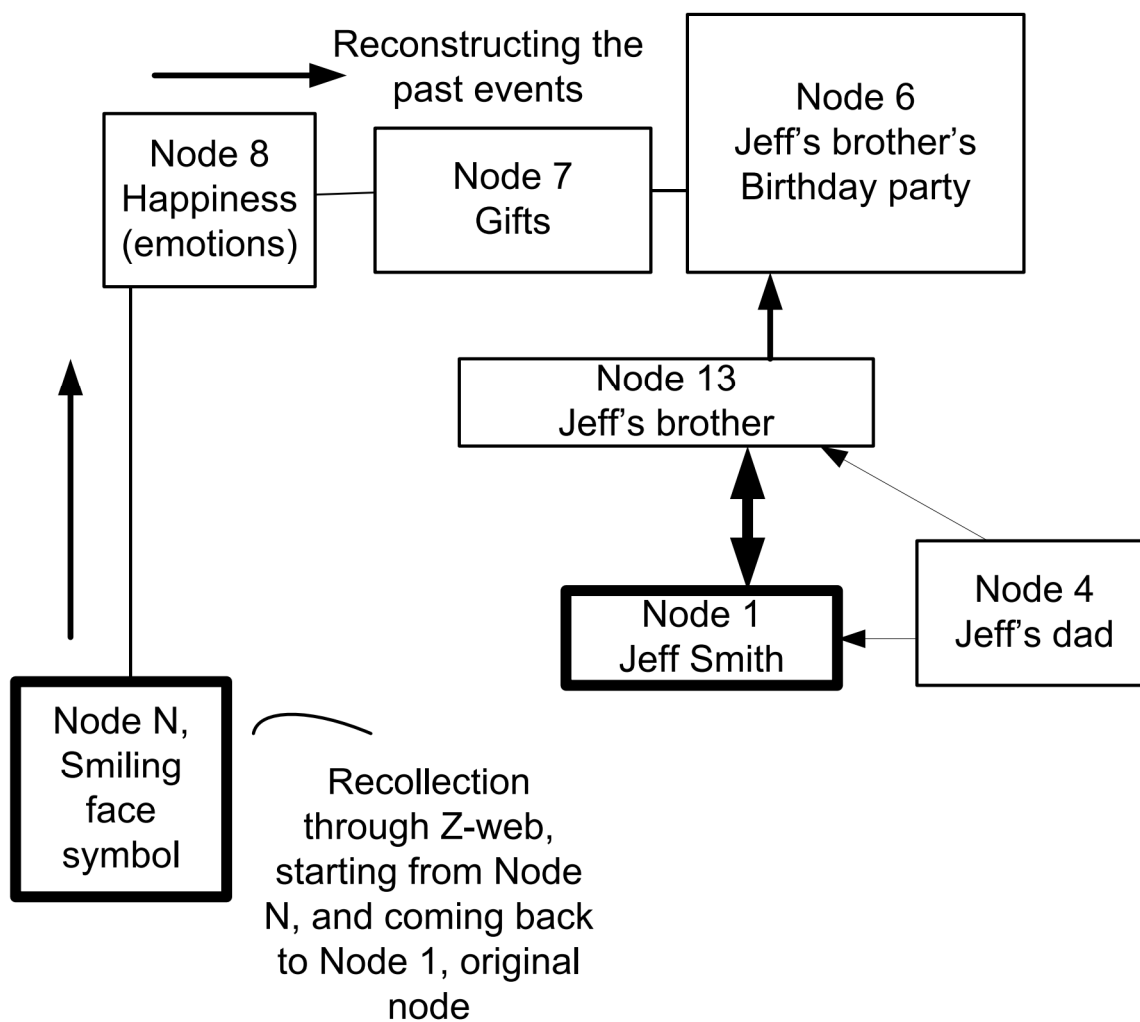 Reconstructing the
past events
Node 8
Happiness
(emotions)
Node 7
Gifts
Node 6
Jeff’s brother’s
Birthday party
Node 13
Jeff’s brother
Node 1
Jeff Smith
Node 4
Jeff’s dad
Node N,
Smiling
face
symbol
Recollection
through Z-web,
starting from Node
N, and coming back
to Node 1, original
node